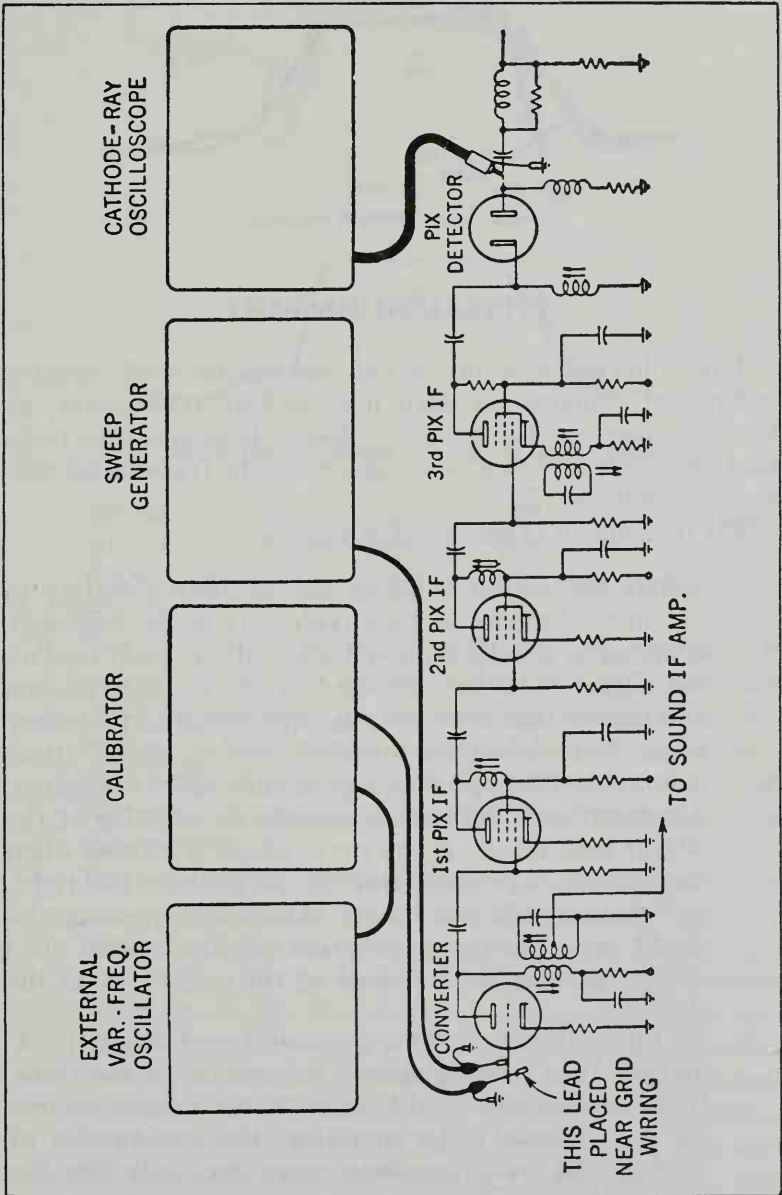 EXTERNAL
VAR.-FREQ.
OSCILLATOR
CALIBRATOR
SWEEP
GENERATOR
CATHODE-RAY
OSCILLOSCOPE
CONVERTER
1st PIX IF
2nd PIX IF
3rd PIX IF
PIX
DETECTOR
THIS LEAD
PLACED
NEAR GRID
WIRING
TO SOUND IF AMP.